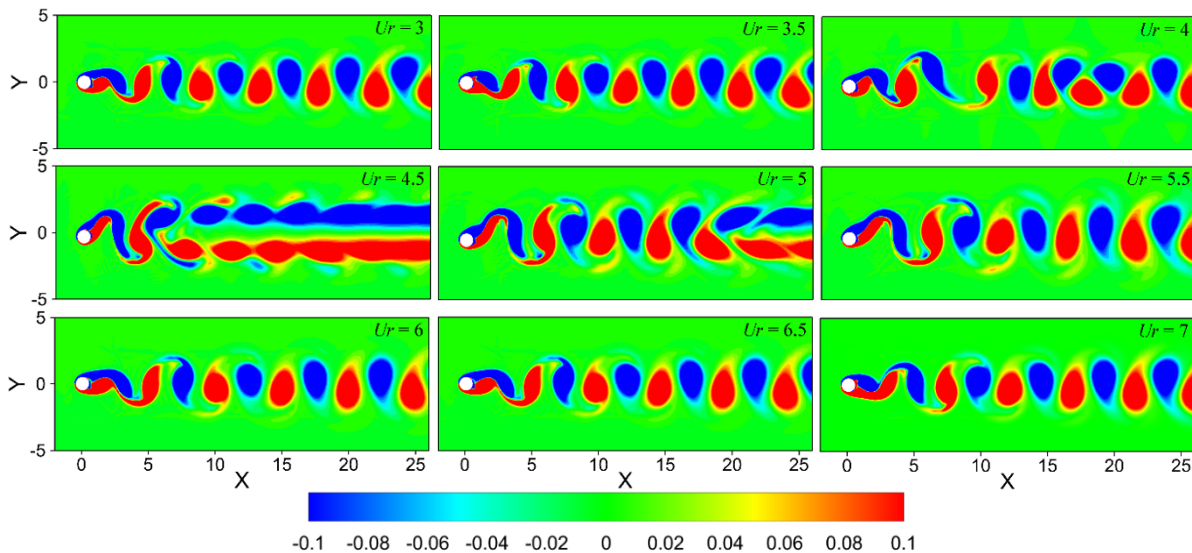 5
Ur = 3
Ur = 3.5
Ur = 4
Y
0
-5
5
Ur = 4.5
Ur = 5
Ur = 5.5
Y
0
-5
5
Ur = 6
Ur = 6.5
Ur = 7
Y
0
-5
0 5 10 15 20 25 0 5 10 15 20 25 0 5 10 15 20 25
X X X
-0.1 -0.08 -0.06 -0.04 -0.02 0 0.02 0.04 0.06 0.08 0.1